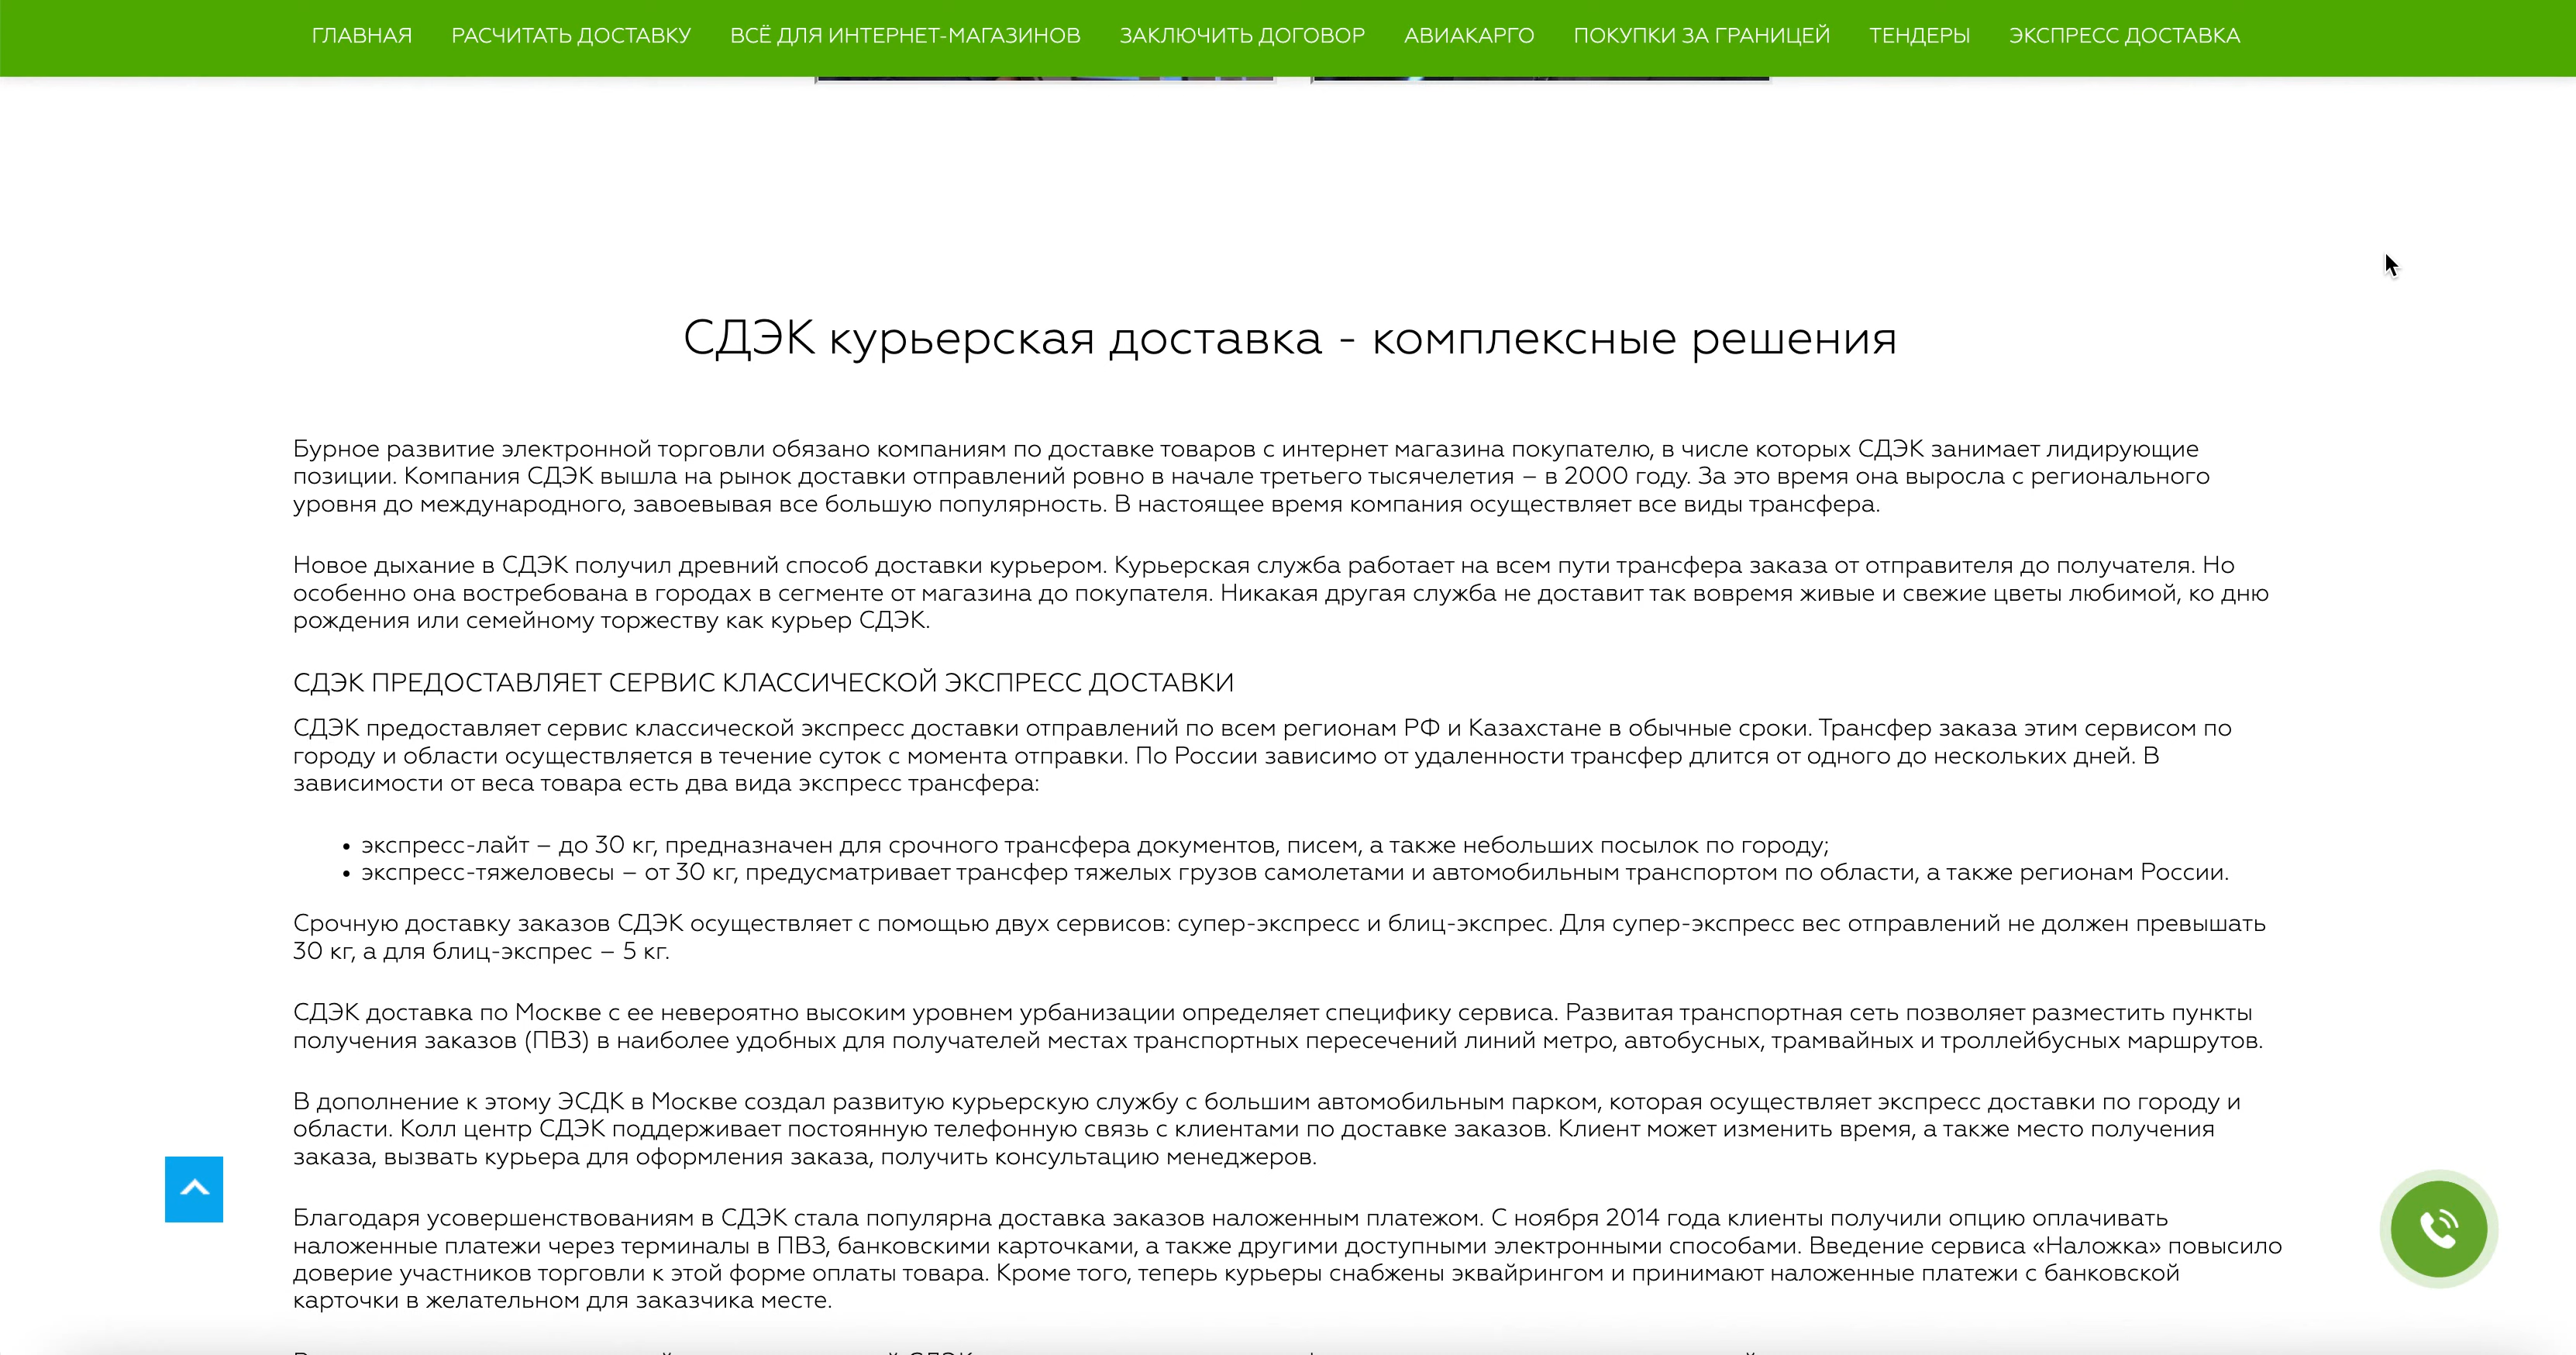 ГЛАВНАЯ РАСЧИТАТЬ ДОСТАВКУ ВСЁ ДЛЯ ИНТЕРНЕТ-МАГАЗИНОВ ЗАКЛЮЧИТЬ ДОГОВОР АВИАКАРГО ПОКУПКИ ЗА ГРАНИЦЕЙ ТЕНДЕРЫ ЭКСПРЕСС ДОСТАВКА
СДЭК курьерская доставка - комплексные решения
Бурное развитие электронной торговли обязано компаниям по доставке товаров с интернет магазина покупателю, в числе которых СДЭК занимает лидирующие
позиции. Компания СДЭК вышла на рынок доставки отправлений ровно в начале третьего тысячелетия – в 2000 году. За это время она выросла с регионального
уровня до международного, завоевывая все большую популярность. В настоящее время компания осуществляет все виды трансфера.
Новое дыхание в СДЭК получил древний способ доставки курьером. Курьерская служба работает на всем пути трансфера заказа от отправителя до получателя. Но
особенно она востребована в городах в сегменте от магазина до покупателя. Никакая другая служба не доставит так вовремя живые и свежие цветы любимой, ко дню
рождения или семейному торжеству как курьер СДЭК.
СДЭК ПРЕДОСТАВЛЯЕТ СЕРВИС КЛАССИЧЕСКОЙ ЭКСПРЕСС ДОСТАВКИ
СДЭК предоставляет сервис классической экспресс доставки отправлений по всем регионам РФ и Казахстане в обычные сроки. Трансфер заказа этим сервисом по
городу и области осуществляется в течение суток с момента отправки. По России зависимо от удаленности трансфер длится от одного до нескольких дней. В
зависимости от веса товара есть два вида экспресс трансфера:
• экспресс-лайт – до 30 кг, предназначен для срочного трансфера документов, писем, а также небольших посылок по городу;
• экспресс-тяжеловесы – от 30 кг, предусматривает трансфер тяжелых грузов самолетами и автомобильным транспортом по области, а также регионам России.
Срочную доставку заказов СДЭК осуществляет с помощью двух сервисов: супер-экспресс и блиц-экспрес. Для супер-экспресс вес отправлений не должен превышать
30 кг, а для блиц-экспрес – 5 кг.
СДЭК доставка по Москве с ее невероятно высоким уровнем урбанизации определяет специфику сервиса. Развитая транспортная сеть позволяет разместить пункты
получения заказов (ПВЗ) в наиболее удобных для получателей местах транспортных пересечений линий метро, автобусных, трамвайных и троллейбусных маршрутов.
В дополнение к этому ЭСДК в Москве создал развитую курьерскую службу с большим автомобильным парком, которая осуществляет экспресс доставки по городу и
области. Колл центр СДЭК поддерживает постоянную телефонную связь с клиентами по доставке заказов. Клиент может изменить время, а также место получения
заказа, вызвать курьера для оформления заказа, получить консультацию менеджеров.
Благодаря усовершенствованиям в СДЭК стала популярна доставка заказов наложенным платежом. С ноября 2014 года клиенты получили опцию оплачивать
наложенные платежи через терминалы в ПВЗ, банковскими карточками, а также другими доступными электронными способами. Введение сервиса «Наложка» повысило
доверие участников торговли к этой форме оплаты товара. Кроме того, теперь курьеры снабжены эквайрингом и принимают наложенные платежи с банковской
карточки в желательном для заказчика месте.